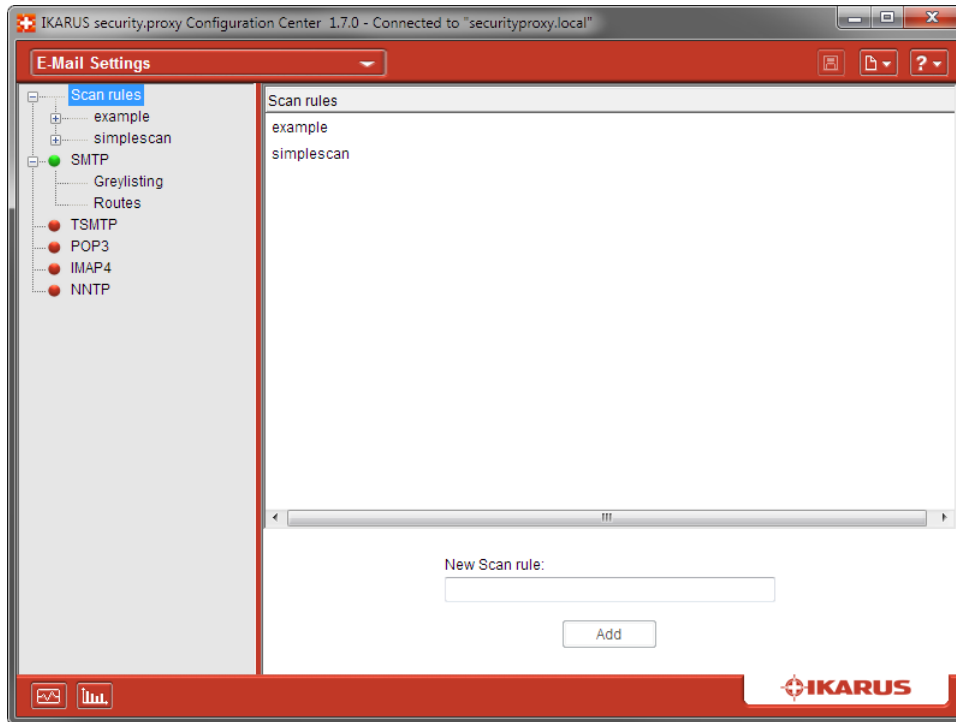 IKARUS security.proxy Configuration Center 1.7.0 - Connected to "securityproxy.local"
E-Mail Settings
?
Scan rules
example
simplescan
SMTP
Greylisting
Routes
TSMTP
POP3
IMAP4
NNTP
Scan rules
example
simplescan
New Scan rule:
Add
IKARUS